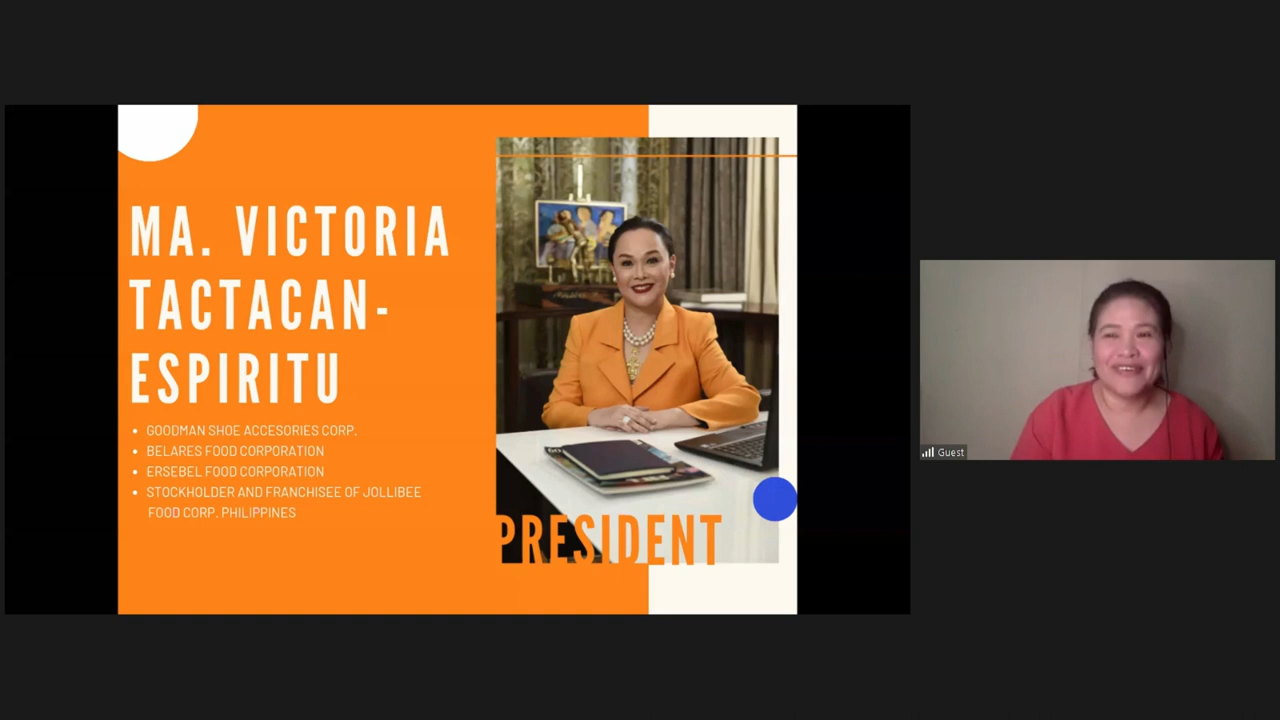 MA. VICTORIA
TACTACAN-
ESPIRITU
• GOODMAN SHOE ACCESORIES CORP.
• BELARES FOOD CORPORATION
• ERSEBEL FOOD CORPORATION
• STOCKHOLDER AND FRANCHISEE OF JOLLIBEE
FOOD CORP. PHILIPPINES
PRESIDENT
Guest